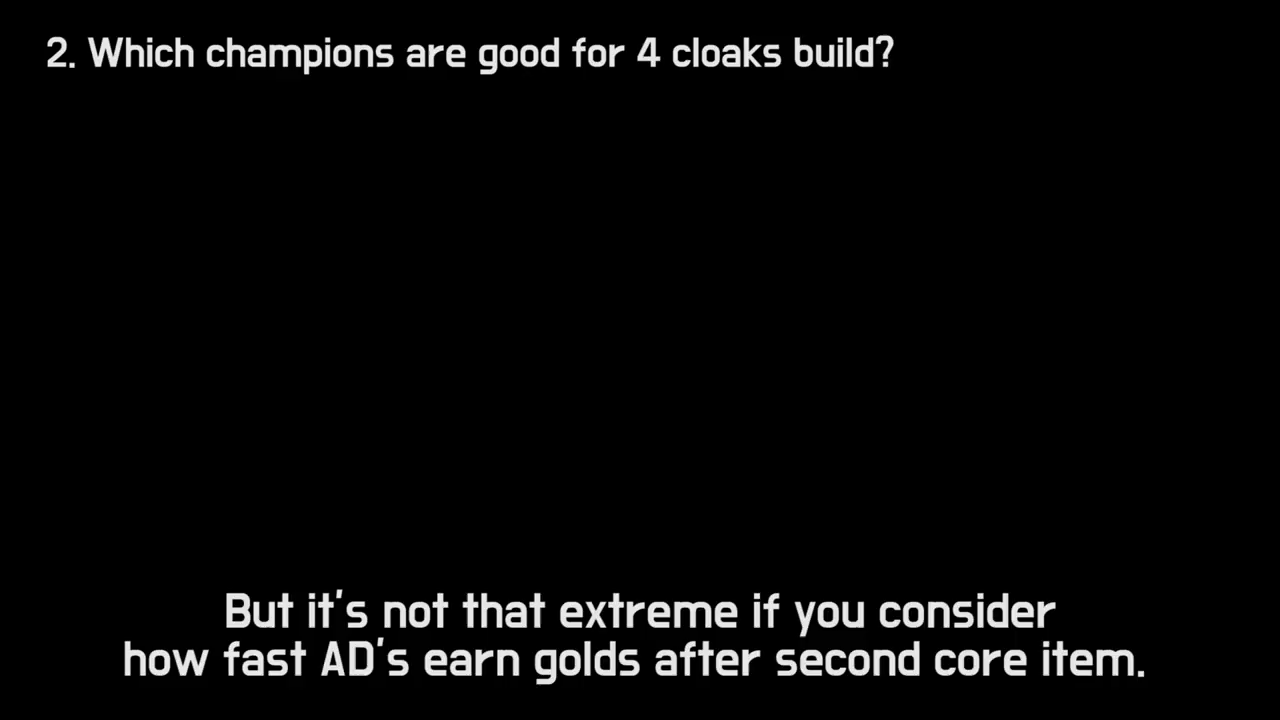 2. Which champions are good for 4 cloaks build?
But it's not that extreme if you consider
how fast AD's earn golds after second core item.